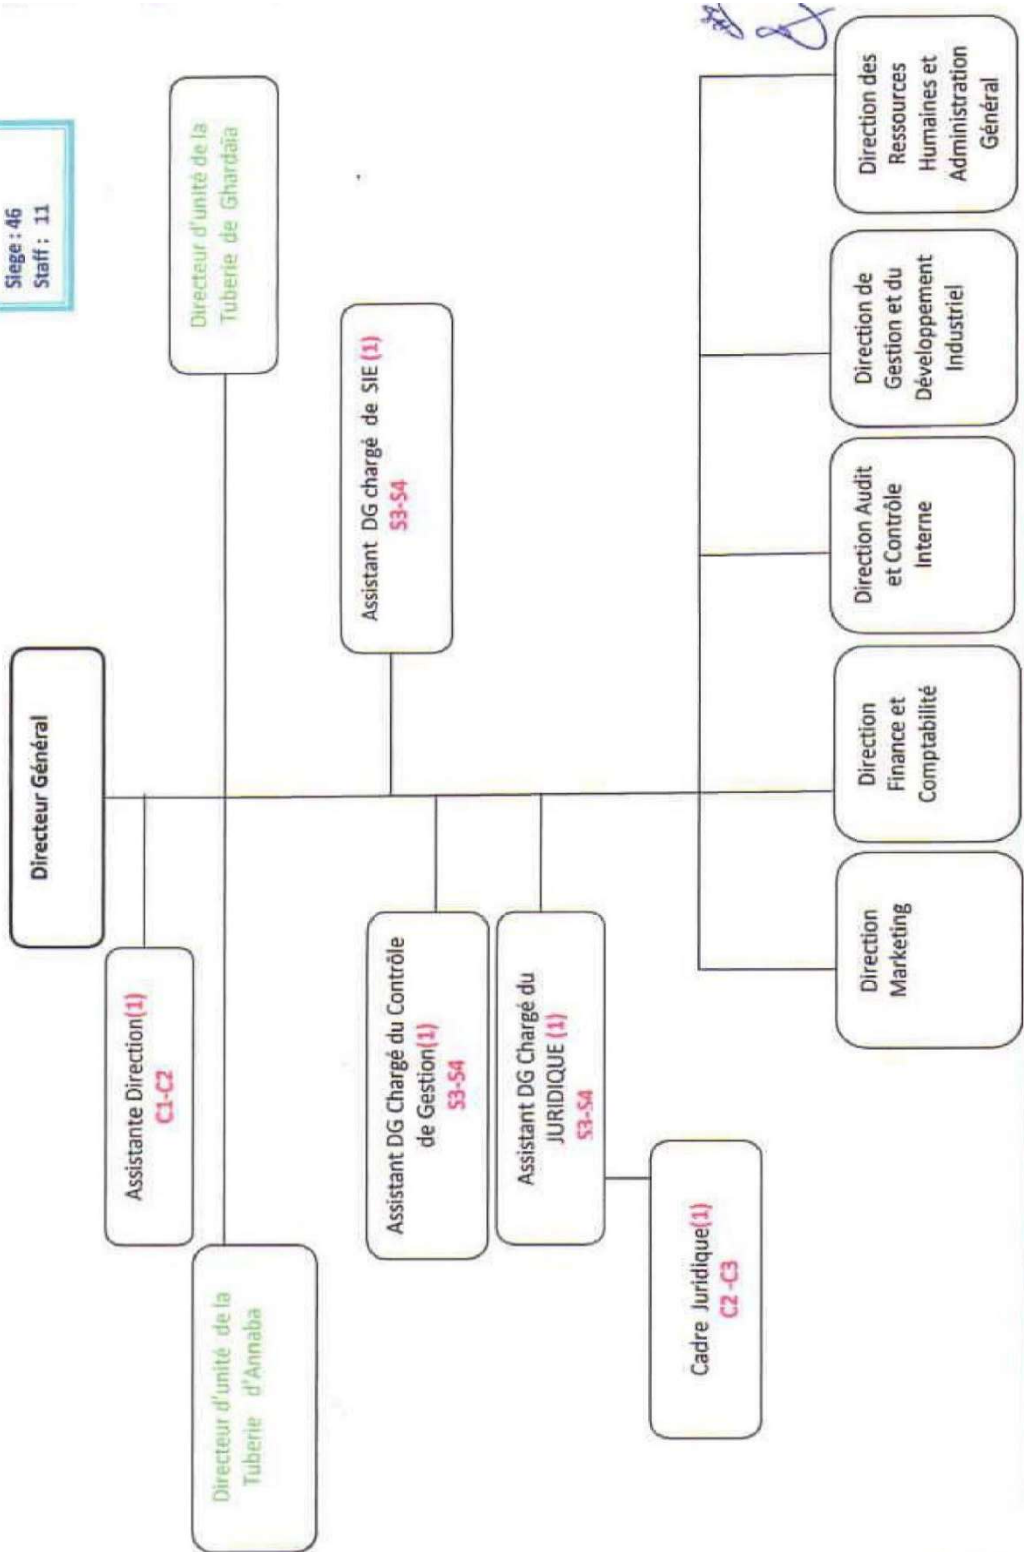 Siege : 46
Staff : 11
Directeur Général
Assistante Direction(1)
C1-C2
Directeur d'unité de la
Tuberie d'Annaba
Directeur d'unité de la
Tuberie de Ghardaïa
Assistant DG chargé de SIE (1)
S3-S4
Assistant DG Chargé du Contrôle
de Gestion(1)
S3-S4
Assistant DG Chargé du
JURIDIQUE (1)
S3-S4
Cadre Juridique(1)
C2 -C3
Direction
Marketing
Direction
Finance et
Comptabilité
Direction Audit
et Contrôle
Interne
Direction de
Gestion et du
Développement
Industriel
Direction des
Ressources
Humaines et
Administration
Général